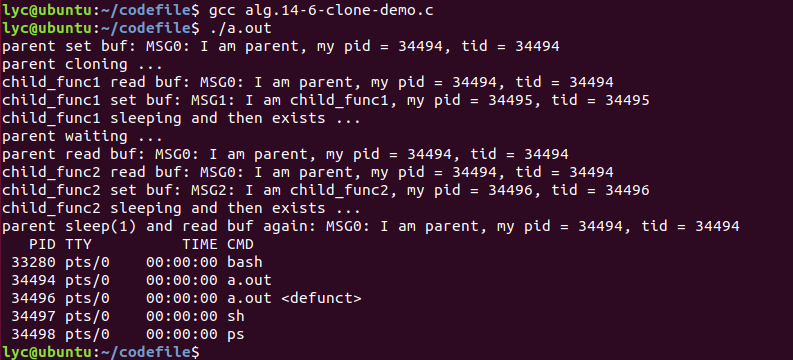 lyc@ubuntu:~/codefile$ gcc alg.14-6-clone-demo.c
lyc@ubuntu:~/codefile$ ./a.out
parent set buf: MSG0: I am parent, my pid = 34494, tid = 34494
parent cloning ...
child_func1 read buf: MSG0: I am parent, my pid = 34494, tid = 34494
child_func1 set buf: MSG1: I am child_func1, my pid = 34495, tid = 34495
child_func1 sleeping and then exists ...
parent waiting ...
parent read buf: MSG0: I am parent, my pid = 34494, tid = 34494
child_func2 read buf: MSG0: I am parent, my pid = 34494, tid = 34494
child_func2 set buf: MSG2: I am child_func2, my pid = 34496, tid = 34496
child_func2 sleeping and then exists ...
parent sleep(1) and read buf again: MSG0: I am parent, my pid = 34494, tid = 34494
   PID TTY          TIME CMD
 33280 pts/0    00:00:00 bash
 34494 pts/0    00:00:00 a.out
 34496 pts/0    00:00:00 a.out <defunct>
 34497 pts/0    00:00:00 sh
 34498 pts/0    00:00:00 ps
lyc@ubuntu:~/codefile$